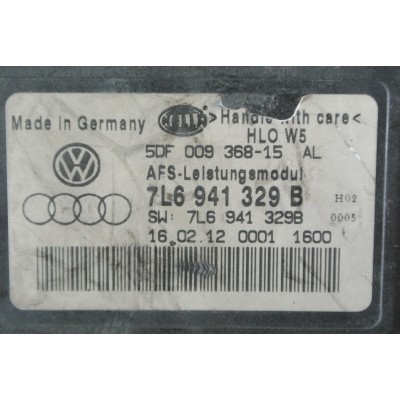 Made in Germany
HELLA
>Handle with care<
HLO W5
5DF 009 368-15 AL
AFS-Leistungsmodul
7L6 941 329 B H02
SW: 7L6 941 329B 0005
16.02.12 0001 1600